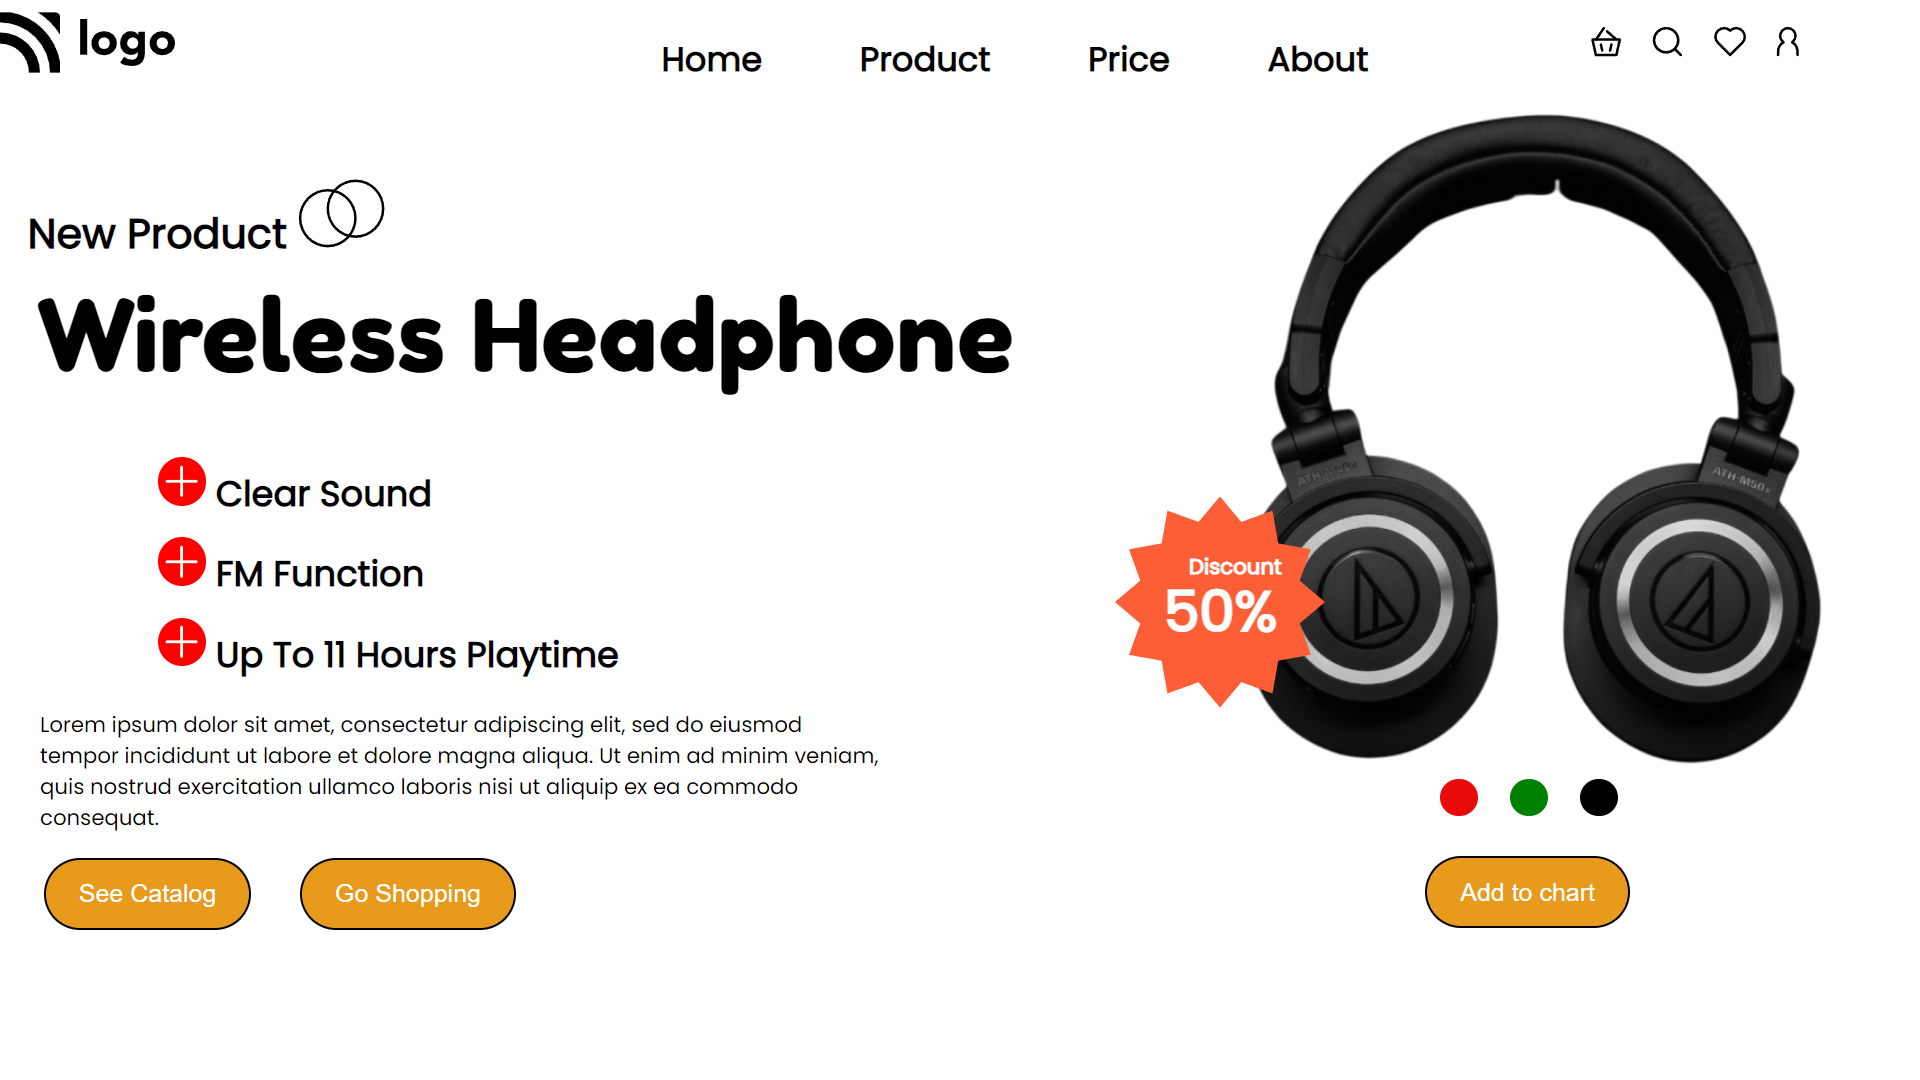 logo
Home
Product
Price
About
New Product
Wireless Headphone
Clear Sound
FM Function
Up To 11 Hours Playtime
Lorem ipsum dolor sit amet, consectetur adipiscing elit, sed do eiusmod
tempor incididunt ut labore et dolore magna aliqua. Ut enim ad minim veniam,
quis nostrud exercitation ullamco laboris nisi ut aliquip ex ea commodo
consequat.
See Catalog
Go Shopping
ATH-M50x
ATH-M50x
Discount
50%
Add to chart